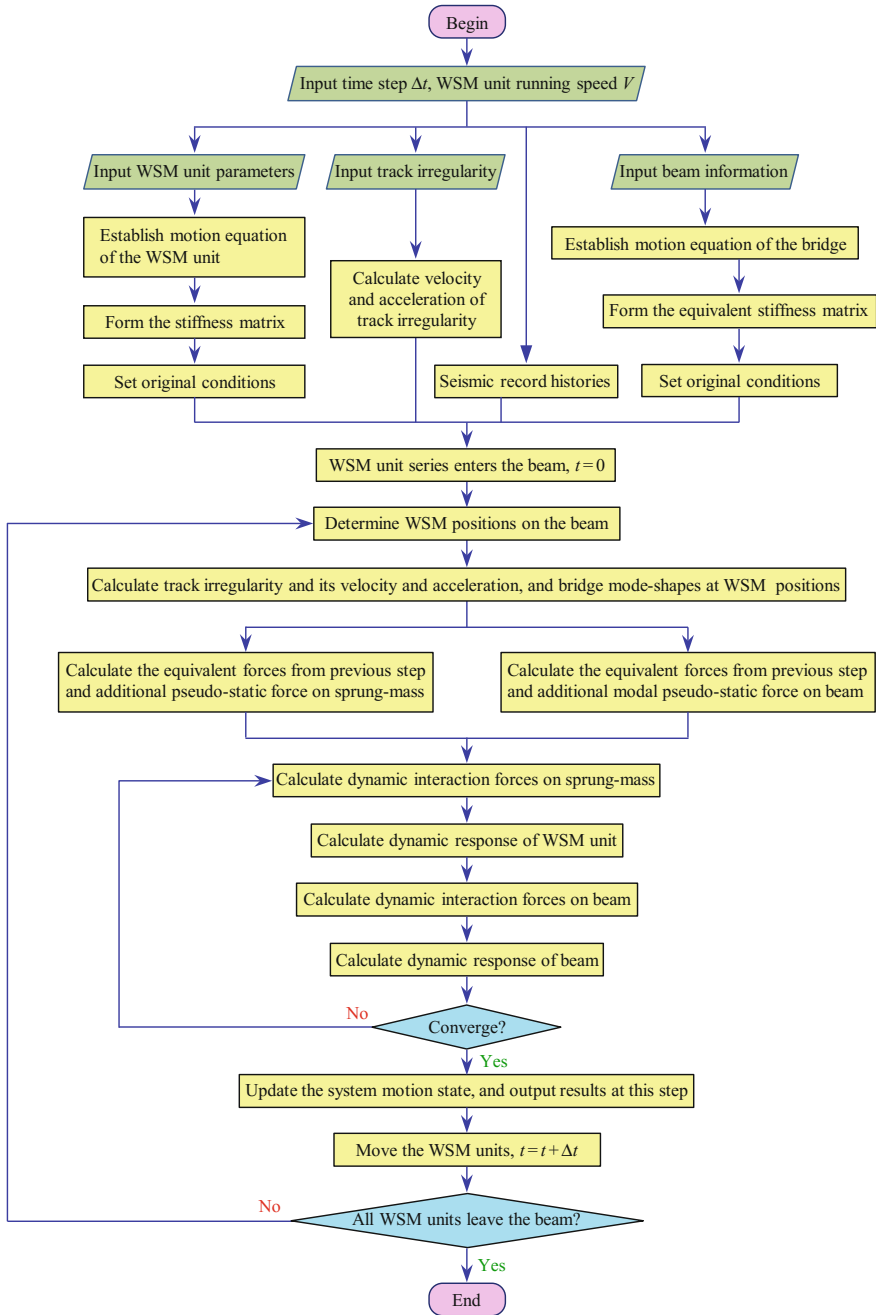 Begin
Input time step Δt, WSM unit running speed V
Input WSM unit parameters
Input track irregularity
Input beam information
Establish motion equation
of the WSM unit
Establish motion equation of the bridge
Calculate velocity
and acceleration of
track irregularity
Form the stiffness matrix
Form the equivalent stiffness matrix
Set original conditions
Seismic record histories
Set original conditions
WSM unit series enters the beam, t=0
Determine WSM positions on the beam
Calculate track irregularity and its velocity and acceleration, and bridge mode-shapes at WSM positions
Calculate the equivalent forces from previous step
and additional pseudo-static force on sprung-mass
Calculate the equivalent forces from previous step
and additional modal pseudo-static force on beam
Calculate dynamic interaction forces on sprung-mass
Calculate dynamic response of WSM unit
Calculate dynamic interaction forces on beam
Calculate dynamic response of beam
No
Converge?
Yes
Update the system motion state, and output results at this step
Move the WSM units, t=t+Δt
No
All WSM units leave the beam?
Yes
End